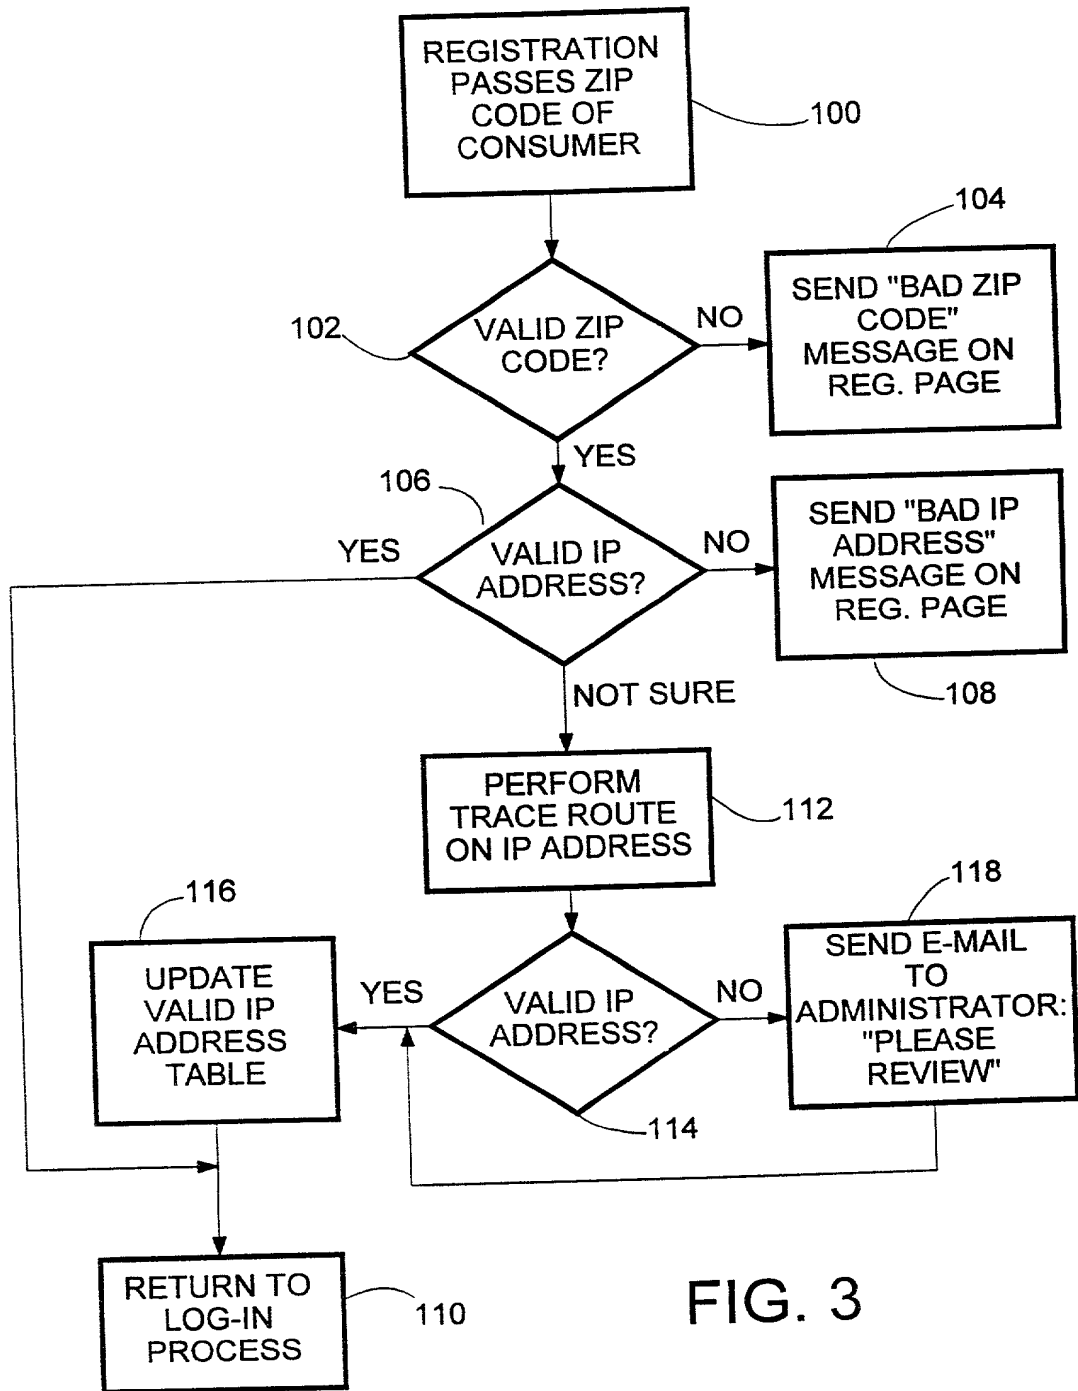 REGISTRATION
PASSES ZIP
CODE OF
CONSUMER
100
104
102
VALID ZIP
CODE?
NO
SEND "BAD ZIP
CODE"
MESSAGE ON
REG. PAGE
YES
106
YES
VALID IP
ADDRESS?
NO
SEND "BAD IP
ADDRESS"
MESSAGE ON
REG. PAGE
108
NOT SURE
PERFORM
TRACE ROUTE
ON IP ADDRESS
112
116
118
UPDATE
VALID IP
ADDRESS
TABLE
YES
VALID IP
ADDRESS?
NO
SEND E-MAIL
TO
ADMINISTRATOR:
"PLEASE
REVIEW"
114
RETURN TO
LOG-IN
PROCESS
110
FIG. 3